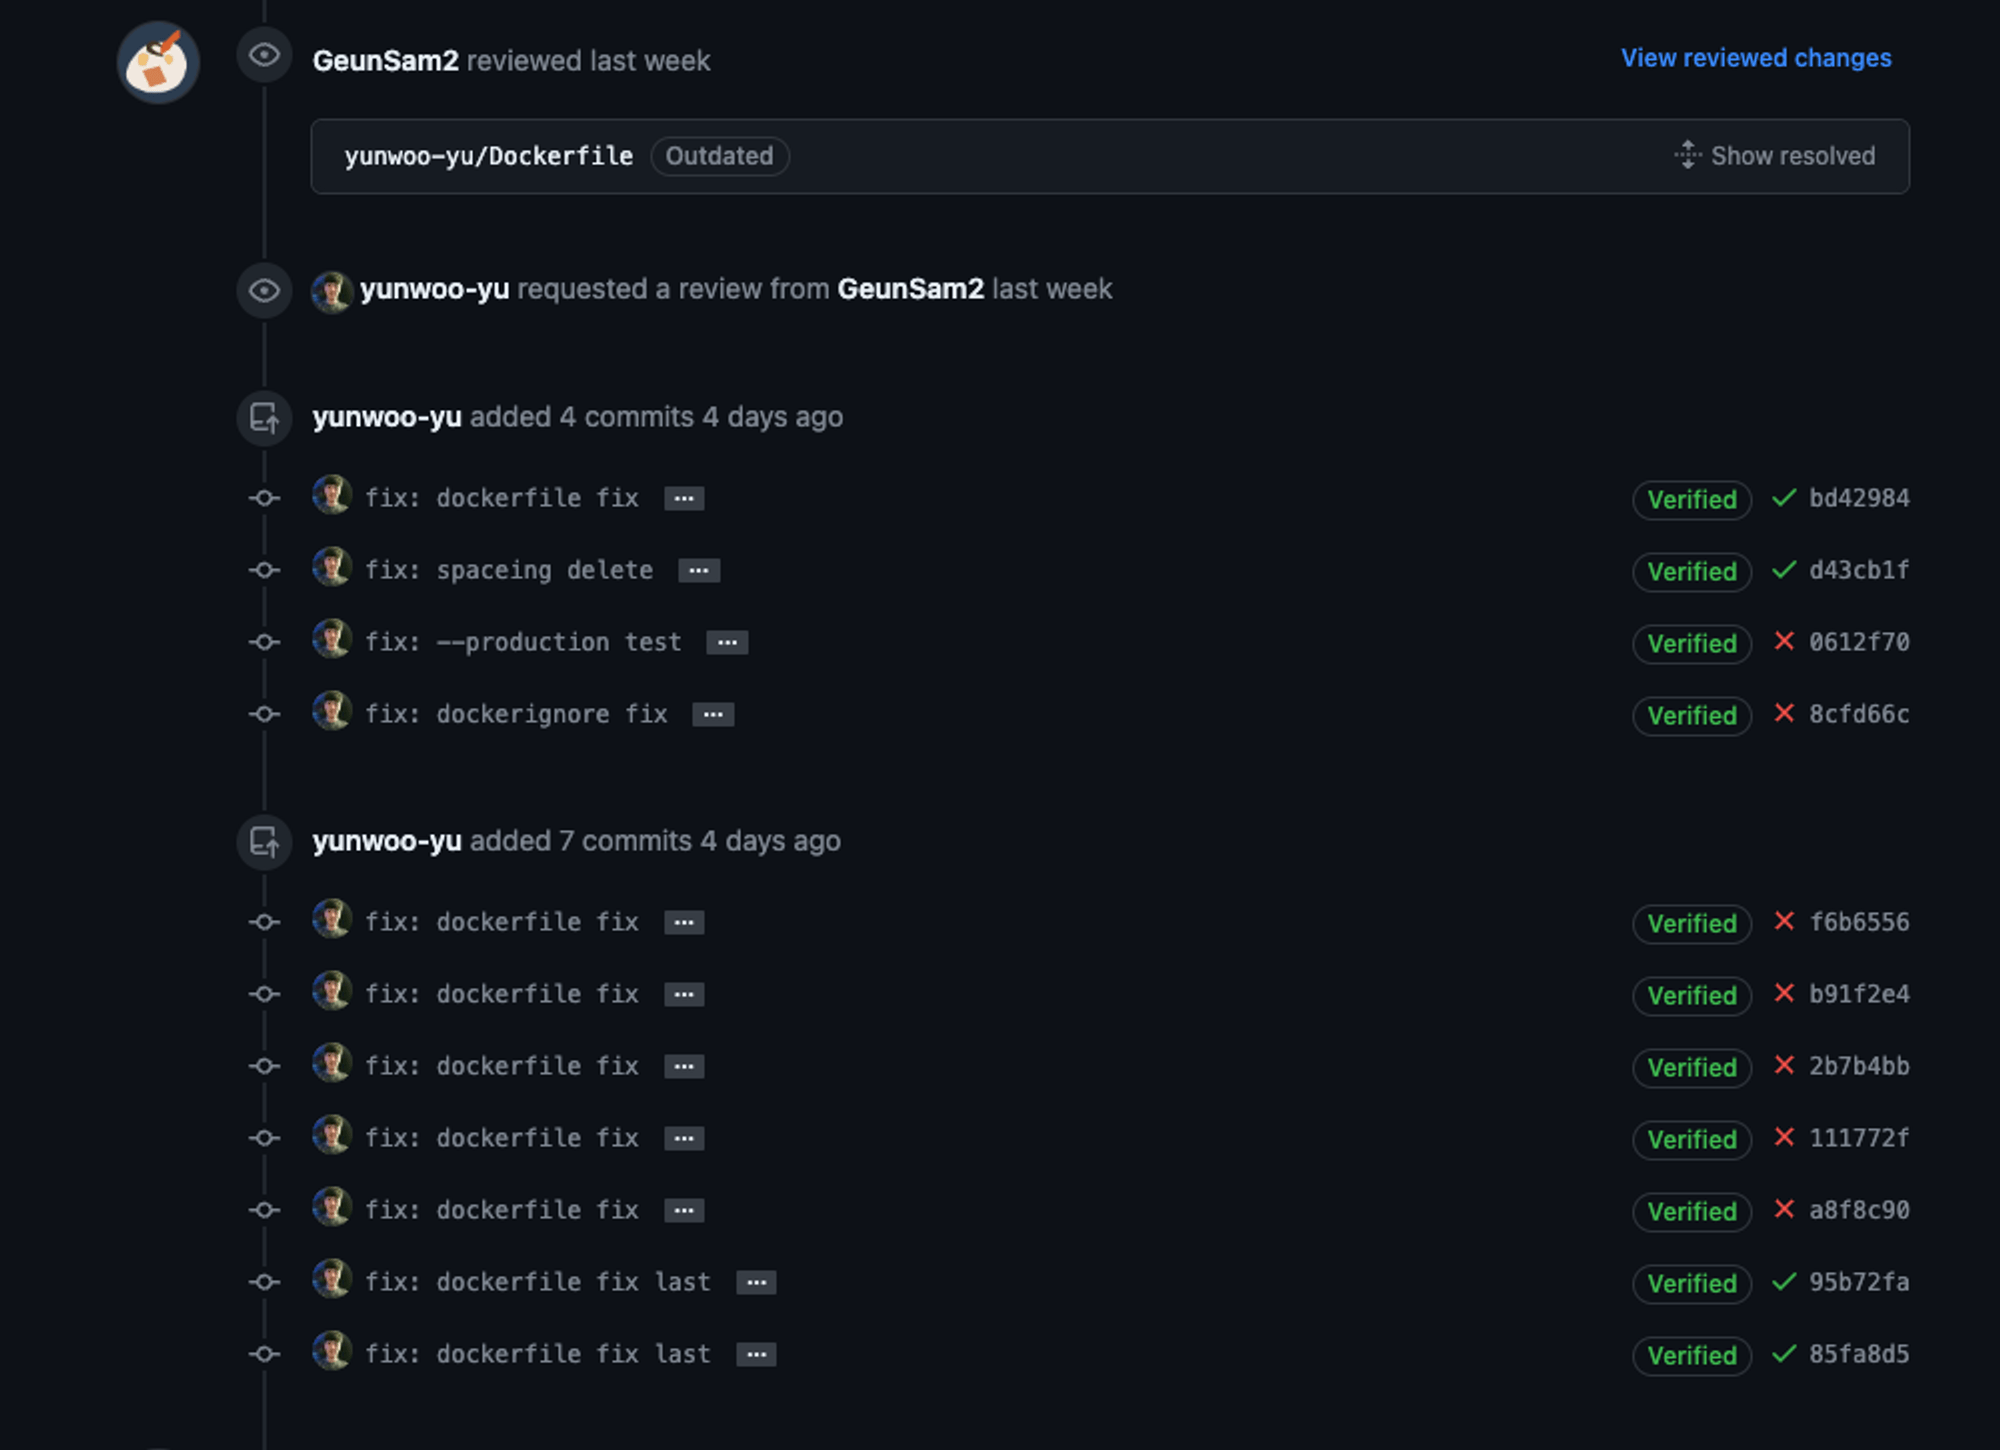 GeunSam2 reviewed last week View reviewed changes
yunwoo-yu/Dockerfile Outdated Show resolved
yunwoo-yu requested a review from GeunSam2 last week
yunwoo-yu added 4 commits 4 days ago
fix: dockerfile fix ... Verified bd42984
fix: spaceing delete ... Verified d43cb1f
fix: --production test ... Verified 0612f70
fix: dockerignore fix ... Verified 8cfd66c
yunwoo-yu added 7 commits 4 days ago
fix: dockerfile fix ... Verified f6b6556
fix: dockerfile fix ... Verified b91f2e4
fix: dockerfile fix ... Verified 2b7b4bb
fix: dockerfile fix ... Verified 111772f
fix: dockerfile fix ... Verified a8f8c90
fix: dockerfile fix last ... Verified 95b72fa
fix: dockerfile fix last ... Verified 85fa8d5